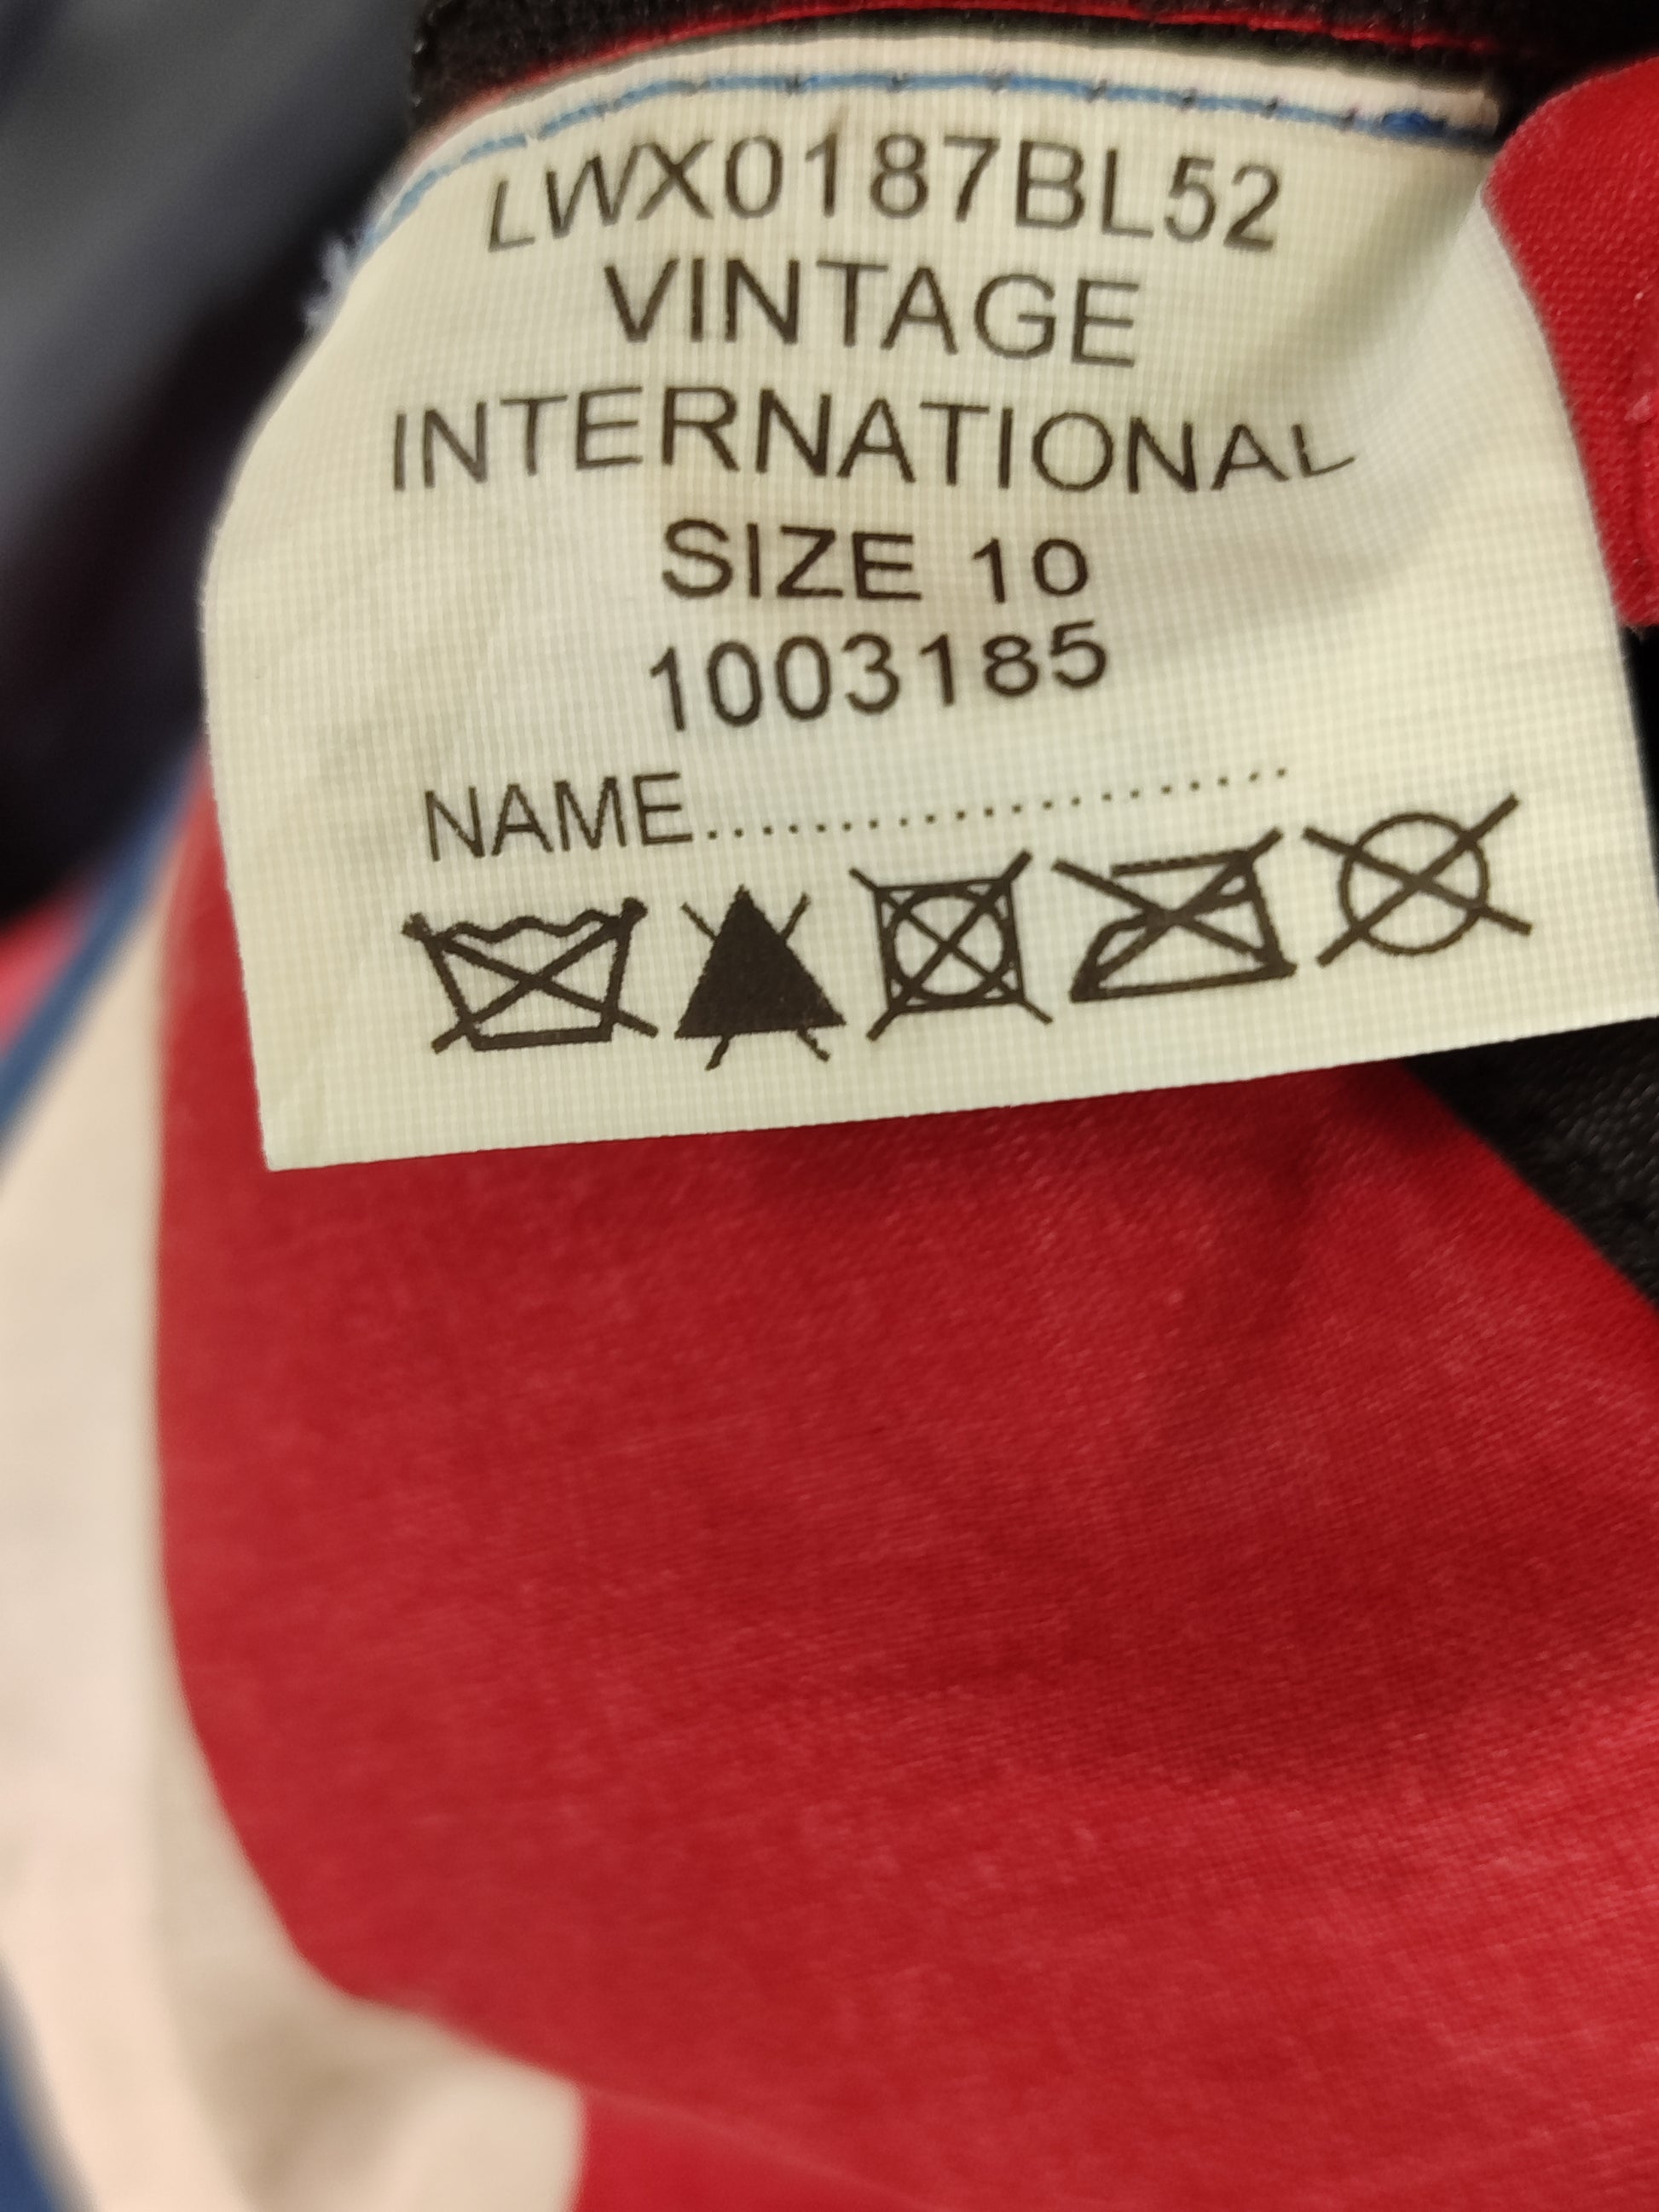 LWX0187BL52
VINTAGE
INTERNATIONAL
SIZE 10
1003185
NAME......................